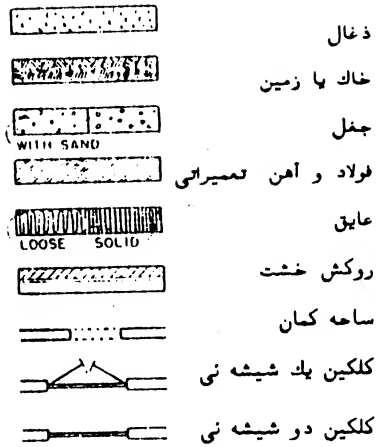 ذغال
خاك يا زمين
جغل
WITH SAND
فولاد و آهن تعميراتى
عايق
LOOSE SOLID
روكش خشت
ساحه كمان
كلكين يك شيشه نى
كلكين دو شيشه نى